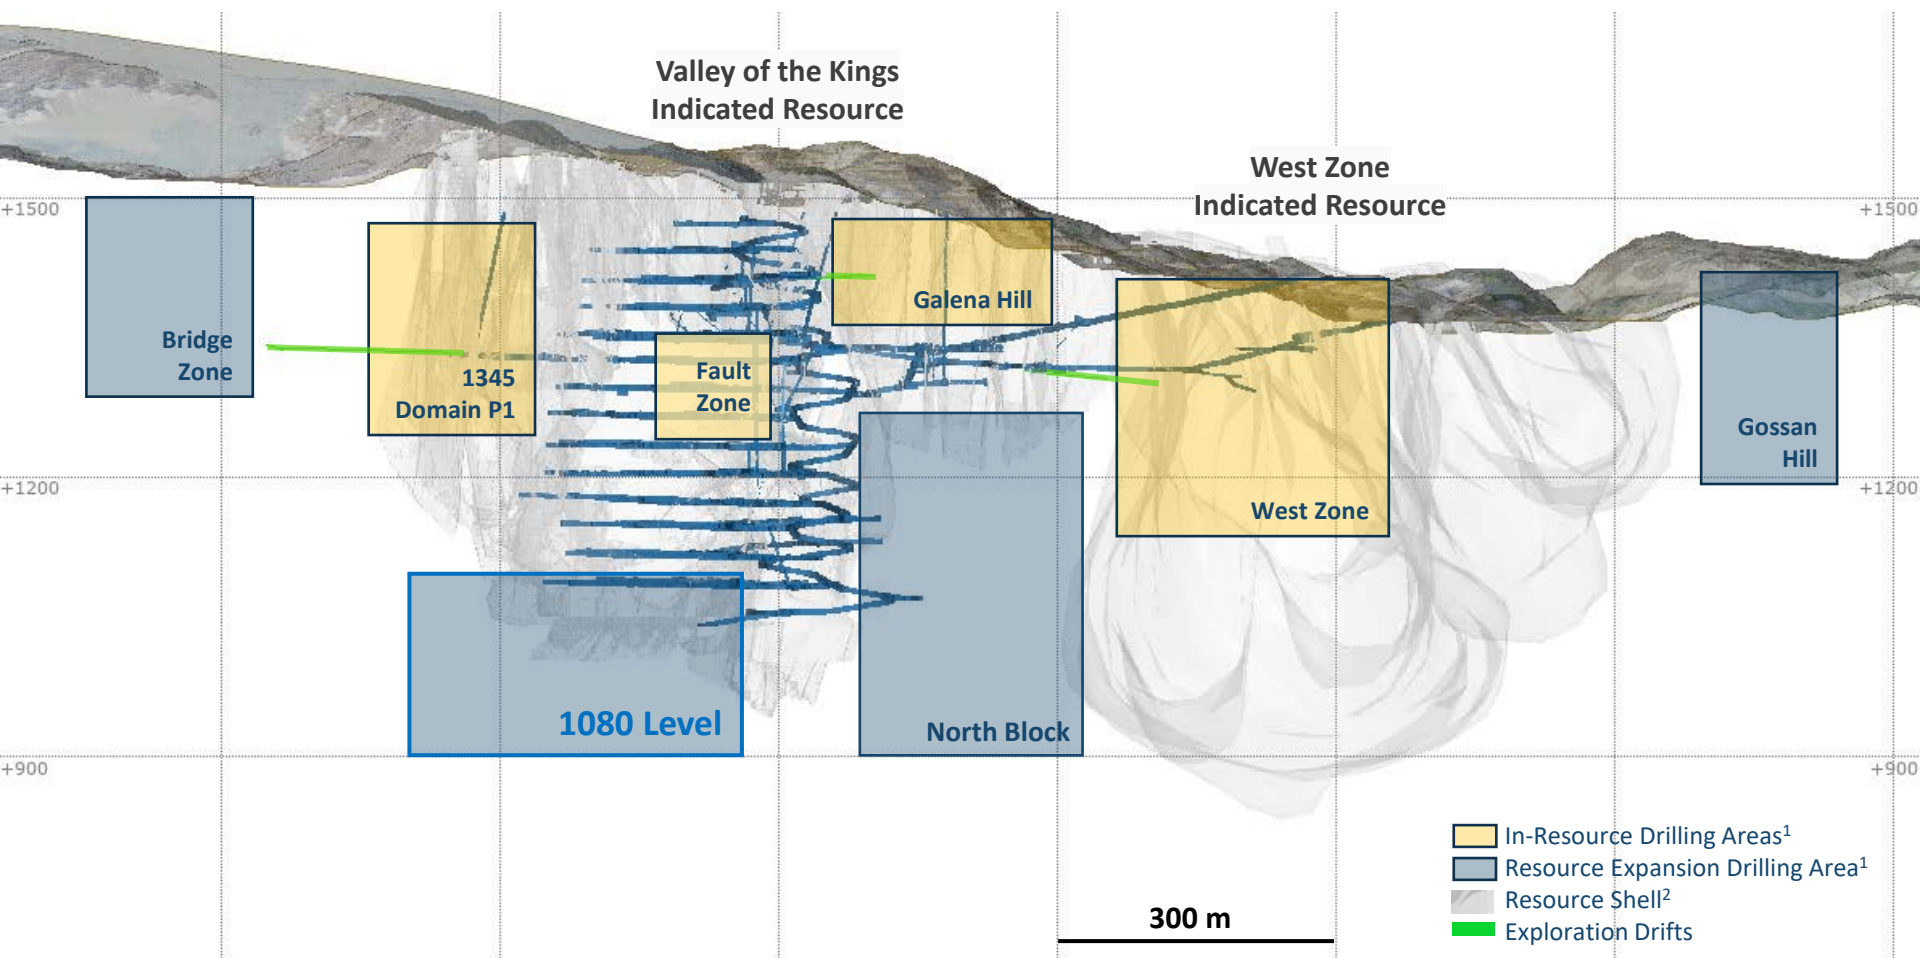 Valley of the Kings
Indicated Resource
West Zone
Indicated Resource
+1500
+1500
Bridge
Zone
1345
Domain P1
Fault
Zone
Galena Hill
West Zone
Gossan
Hill
+1200
+1200
1080 Level
North Block
+900
+900
In-Resource Drilling Areas¹
Resource Expansion Drilling Area¹
Resource Shell²
Exploration Drifts
300 m